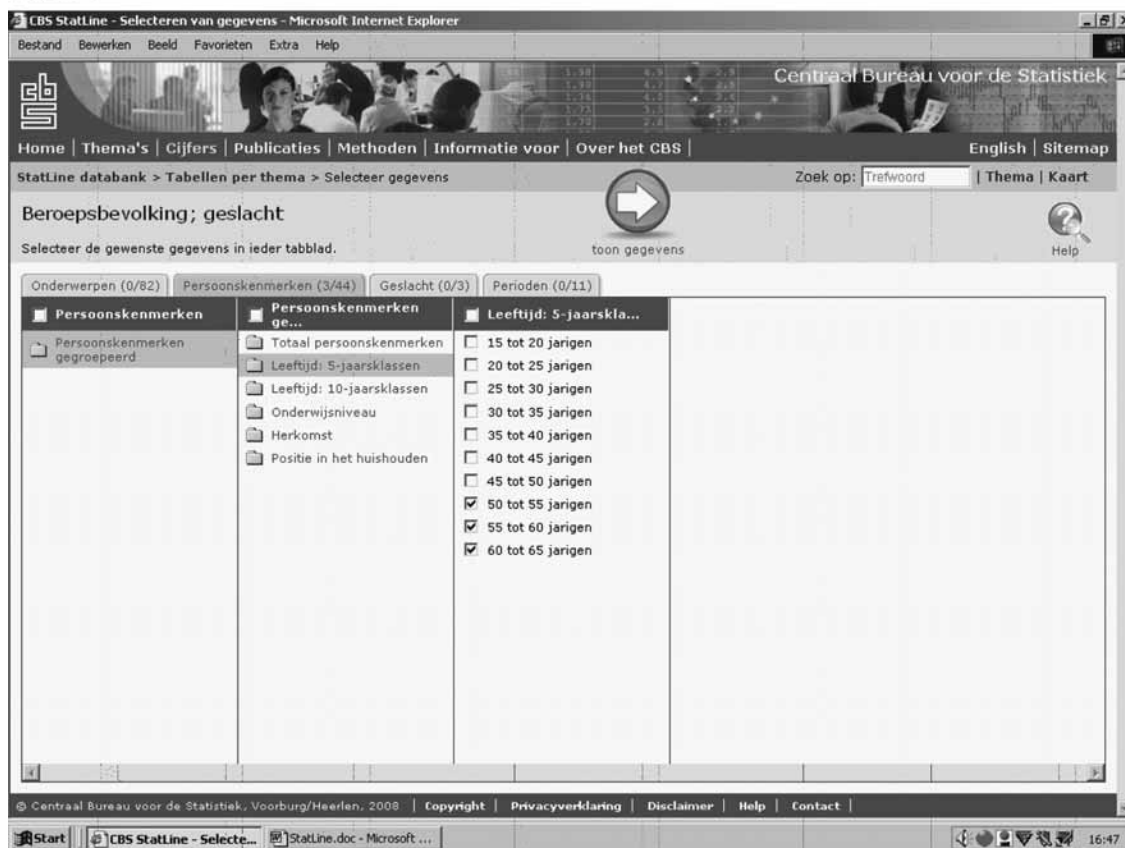 CBS StatLine - Selecteren van gegevens - Microsoft Internet Explorer
Bestand Bewerken Beeld Favorieten Extra Help
Centraal Bureau voor de Statistiek
cb
Home | Thema's | Cijfers | Publicaties | Methoden | Informatie voor | Over het CBS |
English | Sitemap
StatLine databank > Tabellen per thema > Selecteer gegevens
Zoek op: Trefwoord | Thema | Kaart
Beroepsbevolking; geslacht
Selecteer de gewenste gegevens in ieder tabblad.
toon gegevens
Help
Onderwerpen (0/82) Persoonskenmerken (3/44) Geslacht (0/3) Perioden (0/11)
Persoonskenmerken
Persoonskenmerken
gegroepeerd
Persoonskenmerken
ge...
Totaal persoonskenmerken
Leeftijd: 5-jaarsklassen
Leeftijd: 10-jaarsklassen
Onderwijsniveau
Herkomst
Positie in het huishouden
Leeftijd: 5-jaarskla...
15 tot 20 jarigen
20 tot 25 jarigen
25 tot 30 jarigen
30 tot 35 jarigen
35 tot 40 jarigen
40 tot 45 jarigen
45 tot 50 jarigen
50 tot 55 jarigen
55 tot 60 jarigen
60 tot 65 jarigen
© Centraal Bureau voor de Statistiek, Voorburg/Heerlen, 2008 | Copyright | Privacyverklaring | Disclaimer | Help | Contact |
Start CBS StatLine - Selecte... StatLine.doc - Microsoft ... 16:47